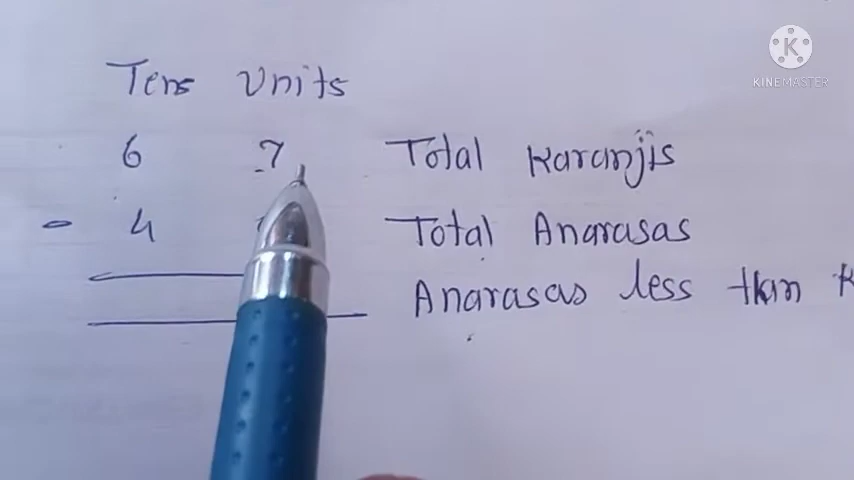 KINEMASTER
Tens Units
6 7 Total Karanjis
- 4 Total Anarasas
Anarasas less than